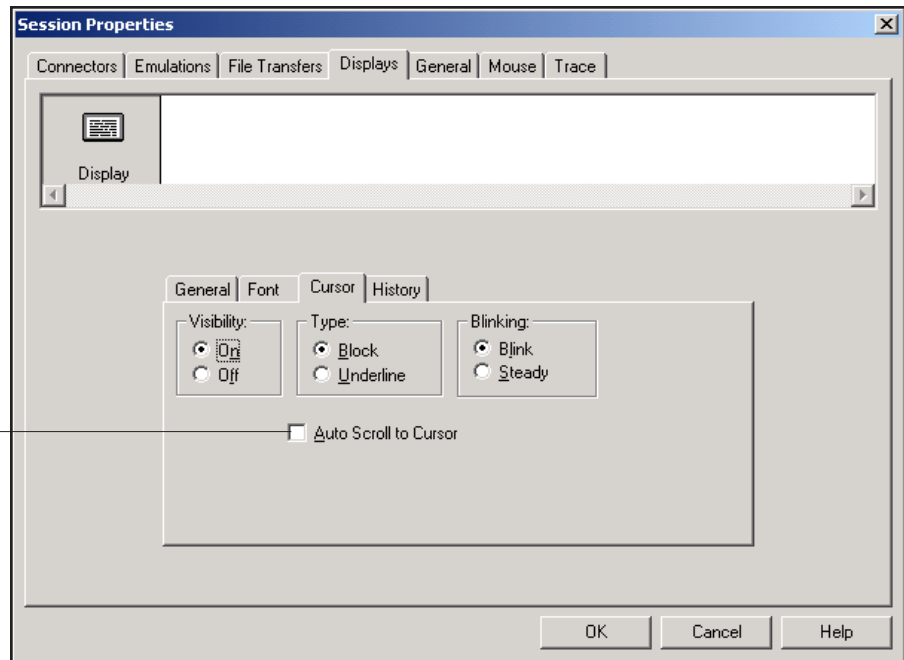 Session Properties
Connectors Emulations File Transfers Displays General Mouse Trace
Display
General Font Cursor History
Visibility: Type: Blinking:
On Block Blink
Off Underline Steady
Auto Scroll to Cursor
OK Cancel Help